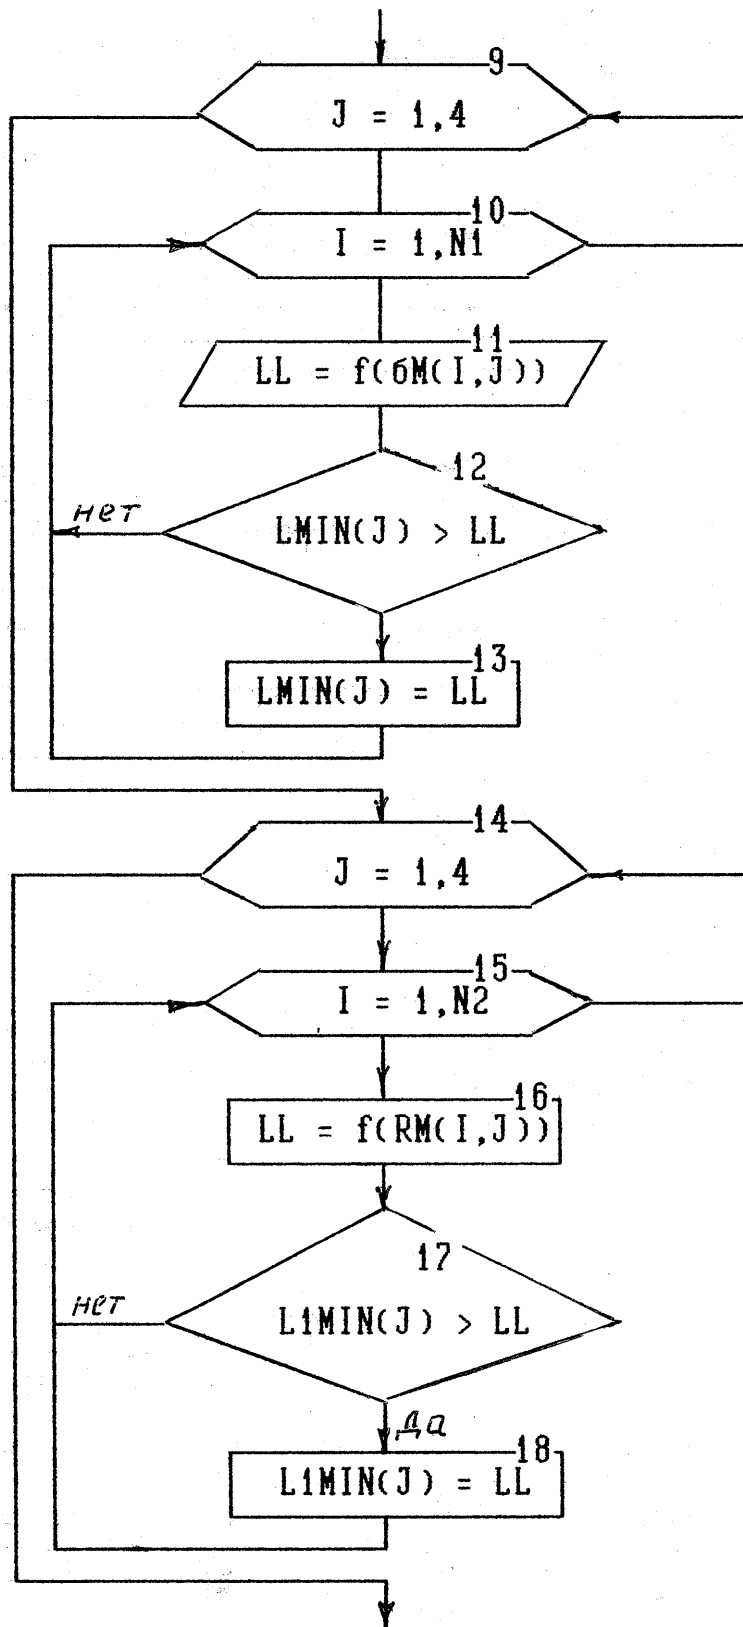 9
J = 1,4
10
I = 1,N1
11
LL = f(бМ(I,J))
12
нет
LMIN(J) > LL
13
LMIN(J) = LL
14
J = 1,4
15
I = 1,N2
16
LL = f(RM(I,J))
17
нет
L1MIN(J) > LL
да
18
L1MIN(J) = LL